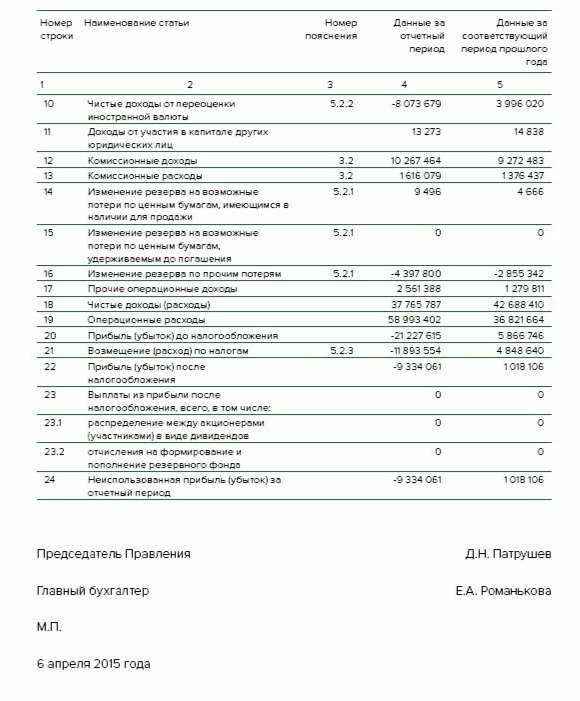 Номер Наименование статьи Номер Данные за Данные за
строки пояснения отчетный соответствующий
период период прошлого
года
1 2 3 4 5
10 Чистые доходы от переоценки 5.2.2 -8 073 679 3 996 020
иностранной валюты
11 Доходы от участия в капитале других 13 273 14 838
юридических лиц
12 Комиссионные доходы 3.2 10 267 464 9 272 483
13 Комиссионные расходы 3.2 1 616 079 1 376 437
14 Изменение резерва на возможные 5.2.1 9 496 4 666
потери по ценным бумагам, имеющимся в
наличии для продажи
15 Изменение резерва на возможные 5.2.1 0 0
потери по ценным бумагам,
удерживаемым до погашения
16 Изменение резерва по прочим потерям 5.2.1 -4 397 800 -2 855 342
17 Прочие операционные доходы 2 561 388 1 279 811
18 Чистые доходы (расходы) 37 765 787 42 688 410
19 Операционные расходы 58 993 402 36 821 664
20 Прибыль (убыток) до налогообложения -21 227 615 5 866 746
21 Возмещение (расход) по налогам 5.2.3 -11 893 554 4 848 640
22 Прибыль (убыток) после -9 334 061 1 018 106
налогообложения
23 Выплаты из прибыли после 0 0
налогообложения, всего, в том числе:
23.1 распределение между акционерами 0 0
(участниками) в виде дивидендов
23.2 отчисления на формирование и 0 0
пополнение резервного фонда
24 Неиспользованная прибыль (убыток) за -9 334 061 1 018 106
отчетный период
Председатель Правления Д.Н. Патрушев
Главный бухгалтер Е.А. Романькова
М.П.
6 апреля 2015 года